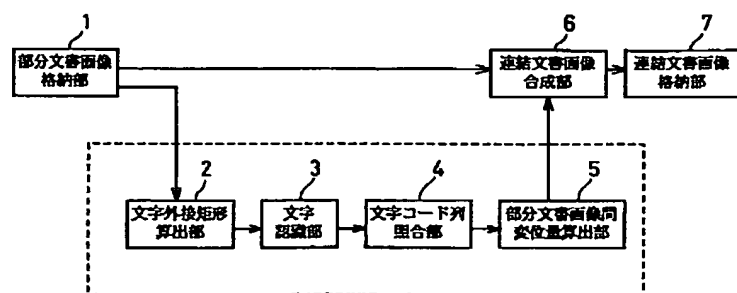 1
部分文書画像
格納部
6
連結文書画像
合成部
7
連結文書画像
格納部
2
文字外接矩形
算出部
3
文字
認識部
4
文字コード列
照合部
5
部分文書画像間
変位量算出部